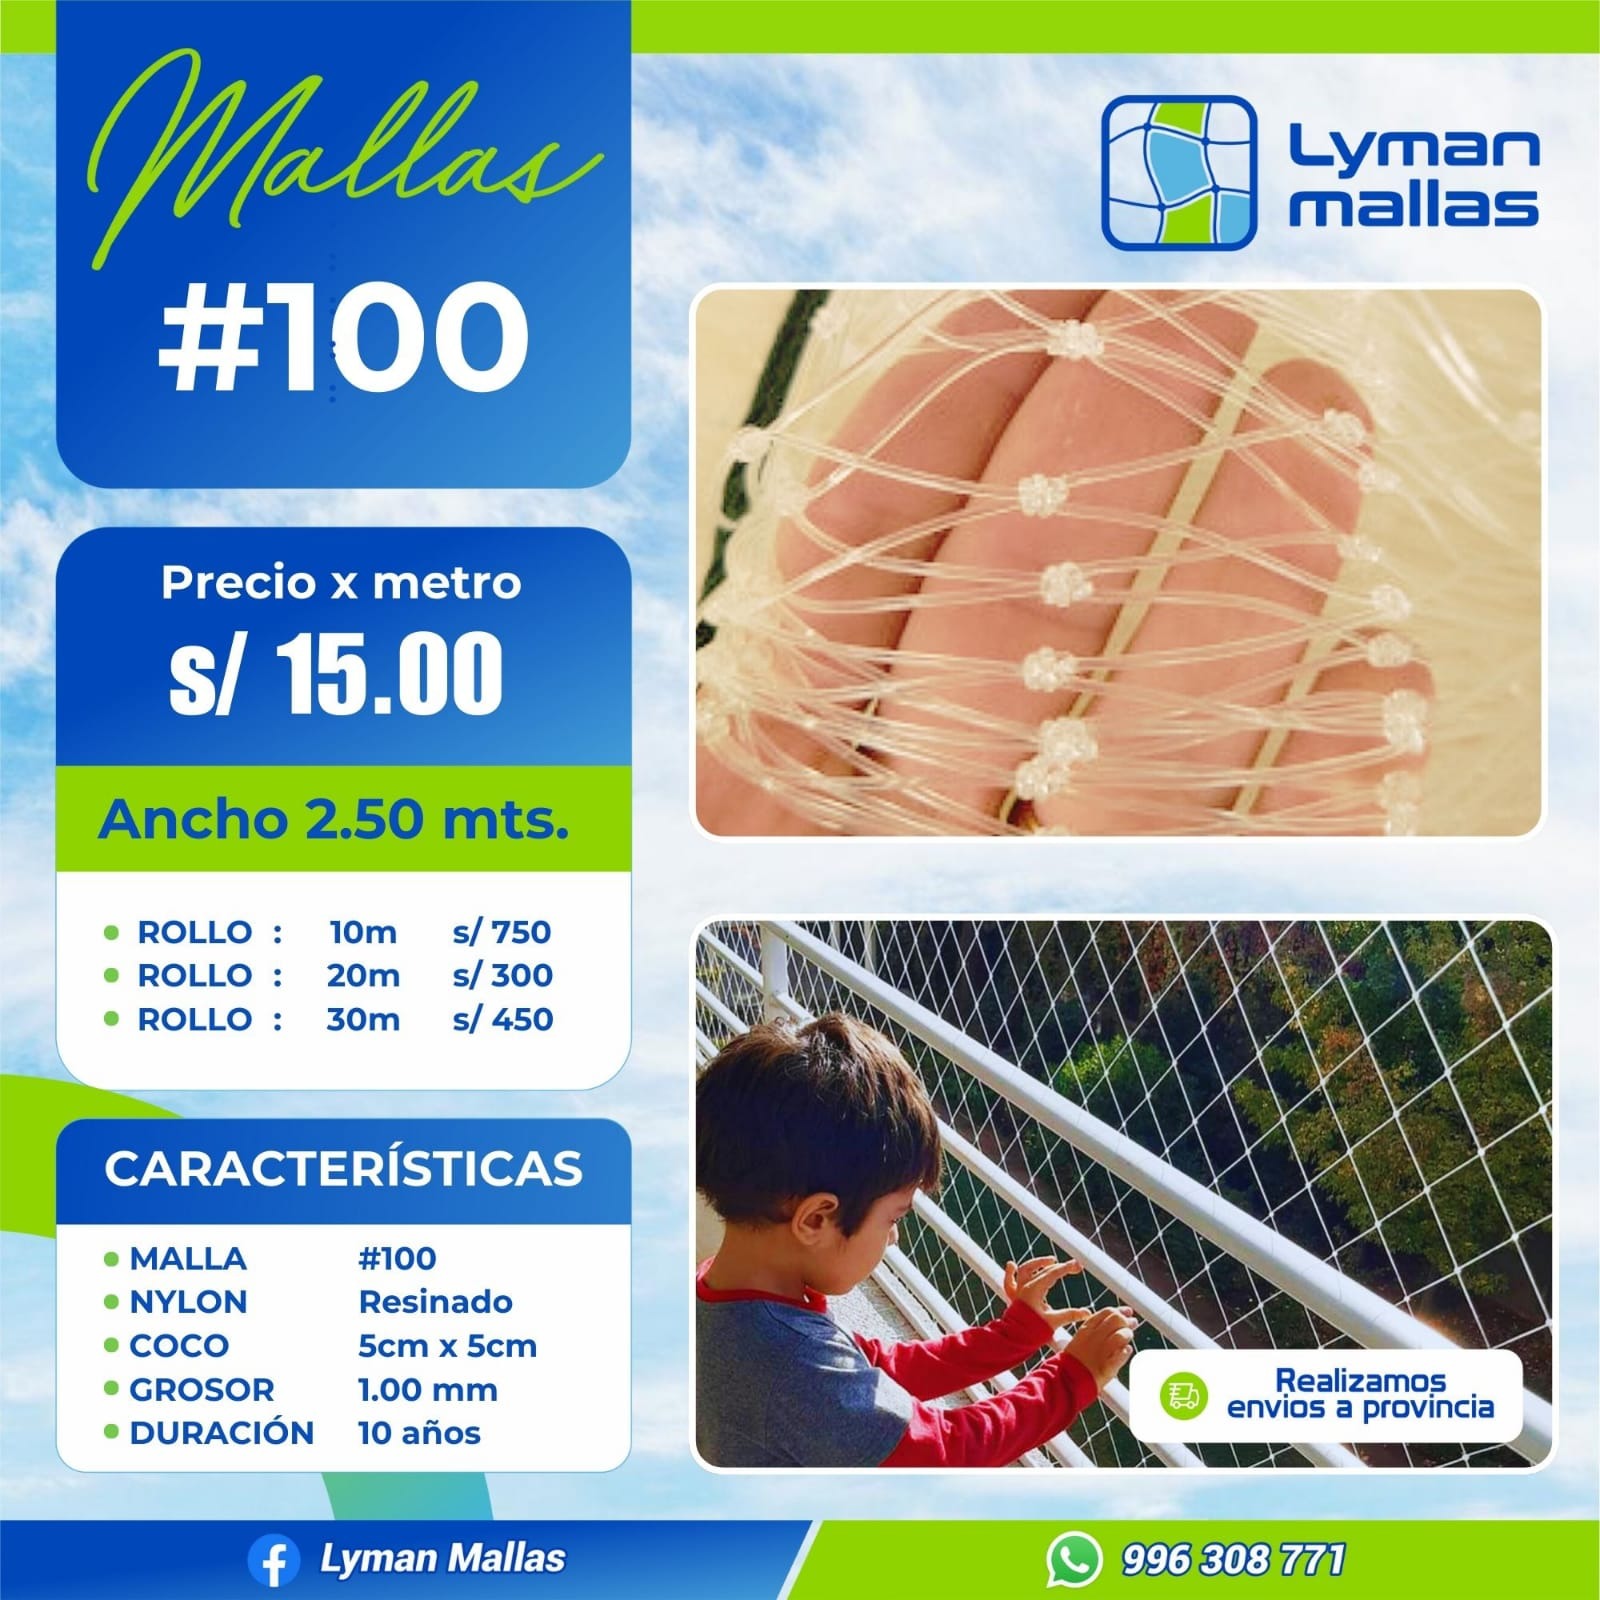 Mallas
#100
Lyman
mallas
Precio x metro
s/ 15.00
Ancho 2.50 mts.
ROLLO : 10m s/ 750
ROLLO : 20m s/ 300
ROLLO : 30m s/ 450
CARACTERÍSTICAS
MALLA #100
NYLON Resinado
COCO 5cm x 5cm
GROSOR 1.00 mm
DURACIÓN 10 años
Realizamos
envios a provincia
Lyman Mallas
996 308 771